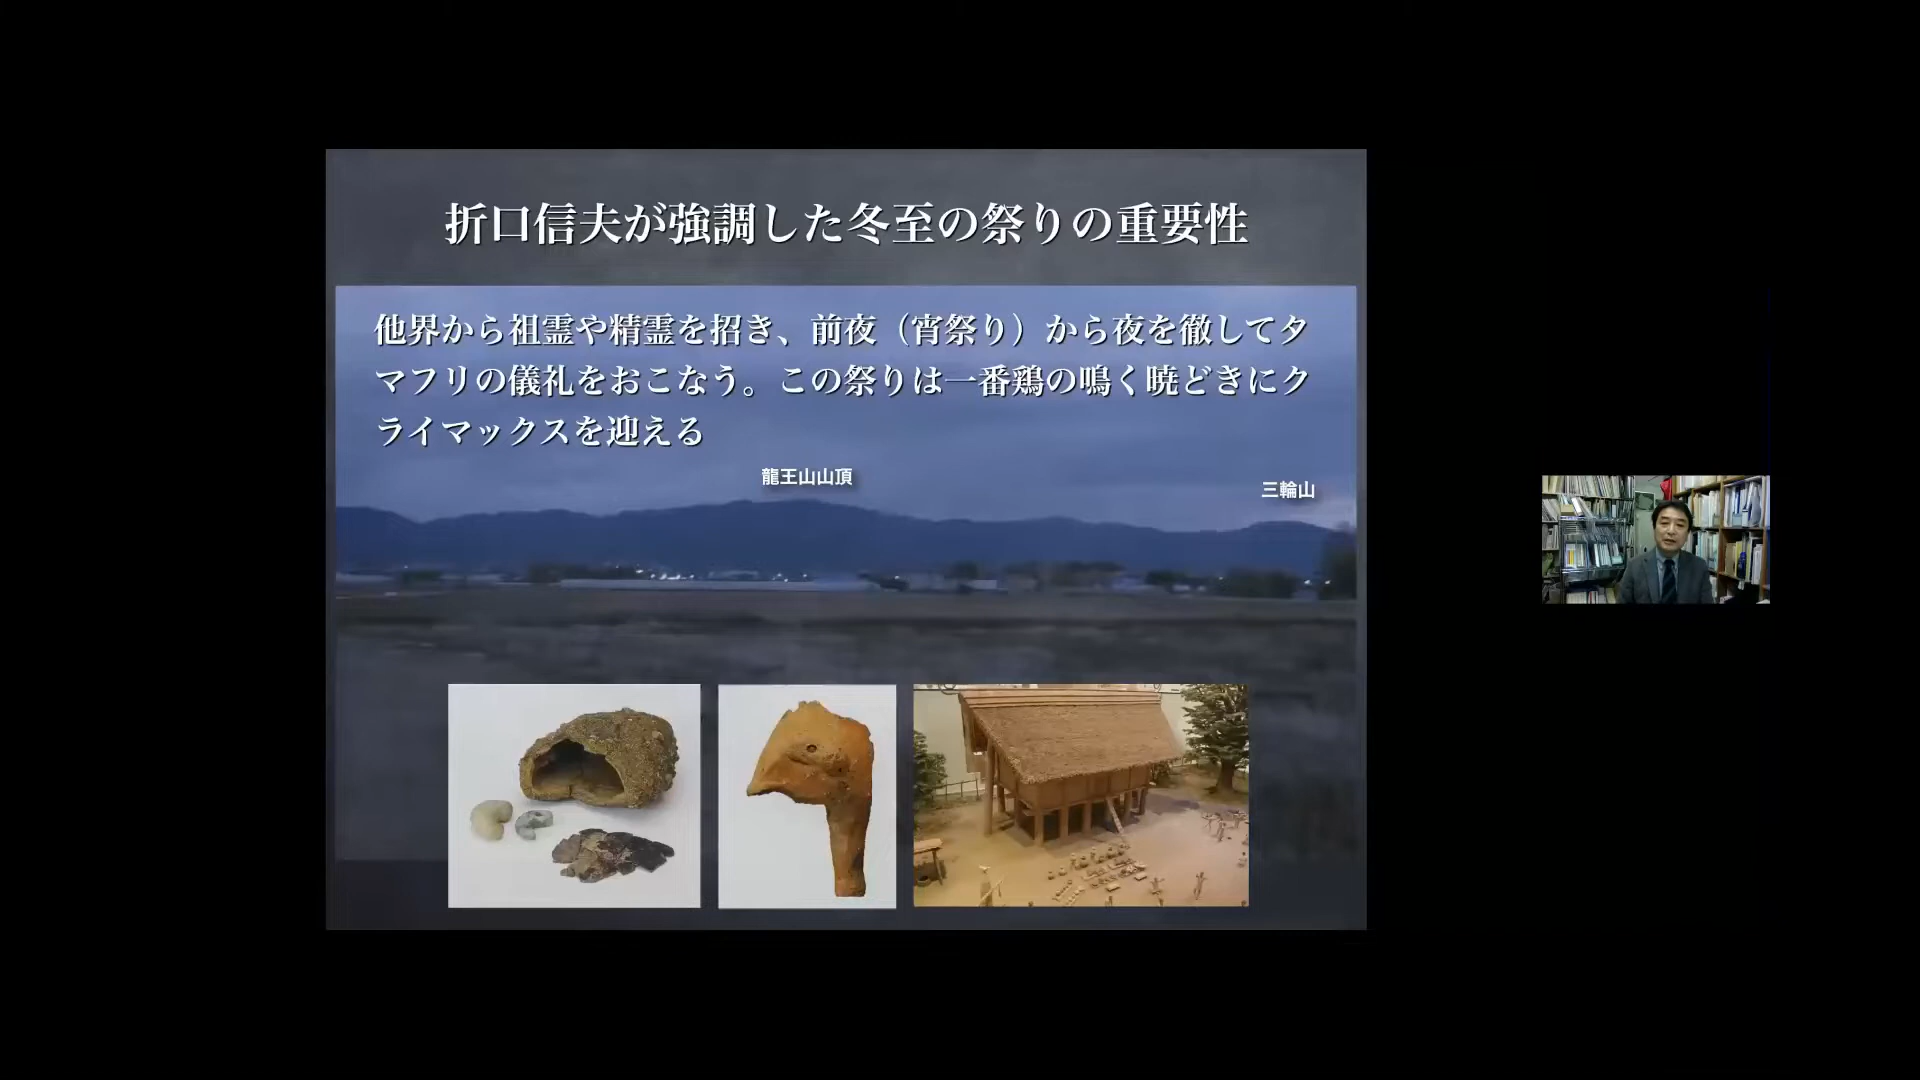 折口信夫が強調した冬至の祭りの重要性
他界から祖霊や精霊を招き、前夜（宵祭り）から夜を徹してタ
マフリの儀礼をおこなう。この祭りは一番鶏の鳴く暁どきにク
ライマックスを迎える
龍王山山頂
三輪山